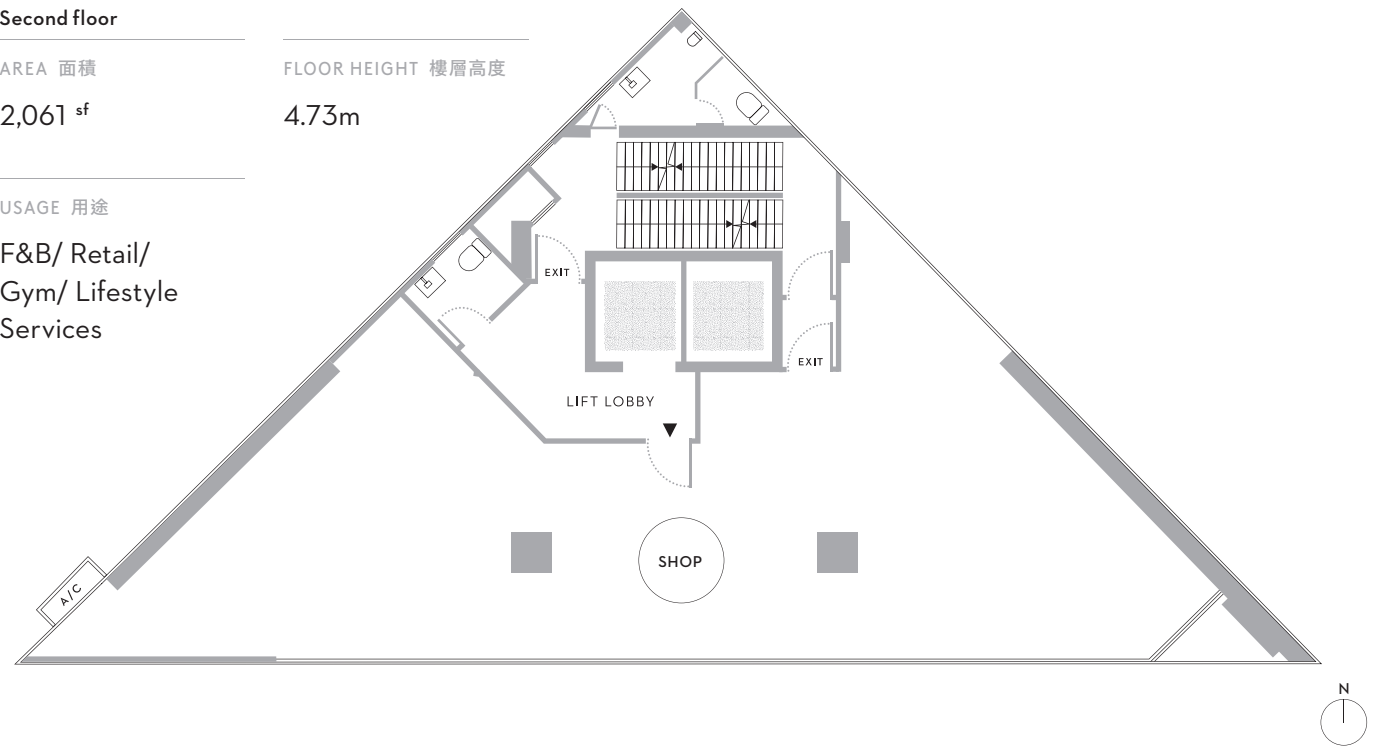 Second floor
AREA 面積
2,061 sf
FLOOR HEIGHT 樓層高度
4.73m
USAGE 用途
F&B/ Retail/
Gym/ Lifestyle
Services
EXIT
EXIT
LIFT LOBBY
SHOP
A/C
N